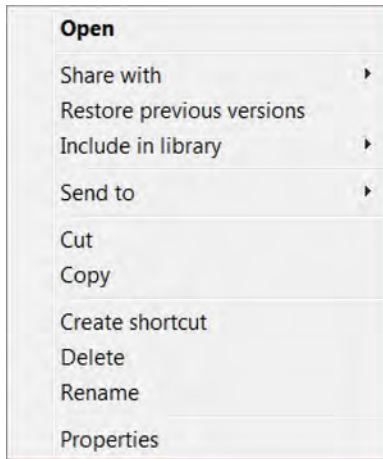 Open
Share with
Restore previous versions
Include in library
Send to
Cut
Copy
Create shortcut
Delete
Rename
Properties